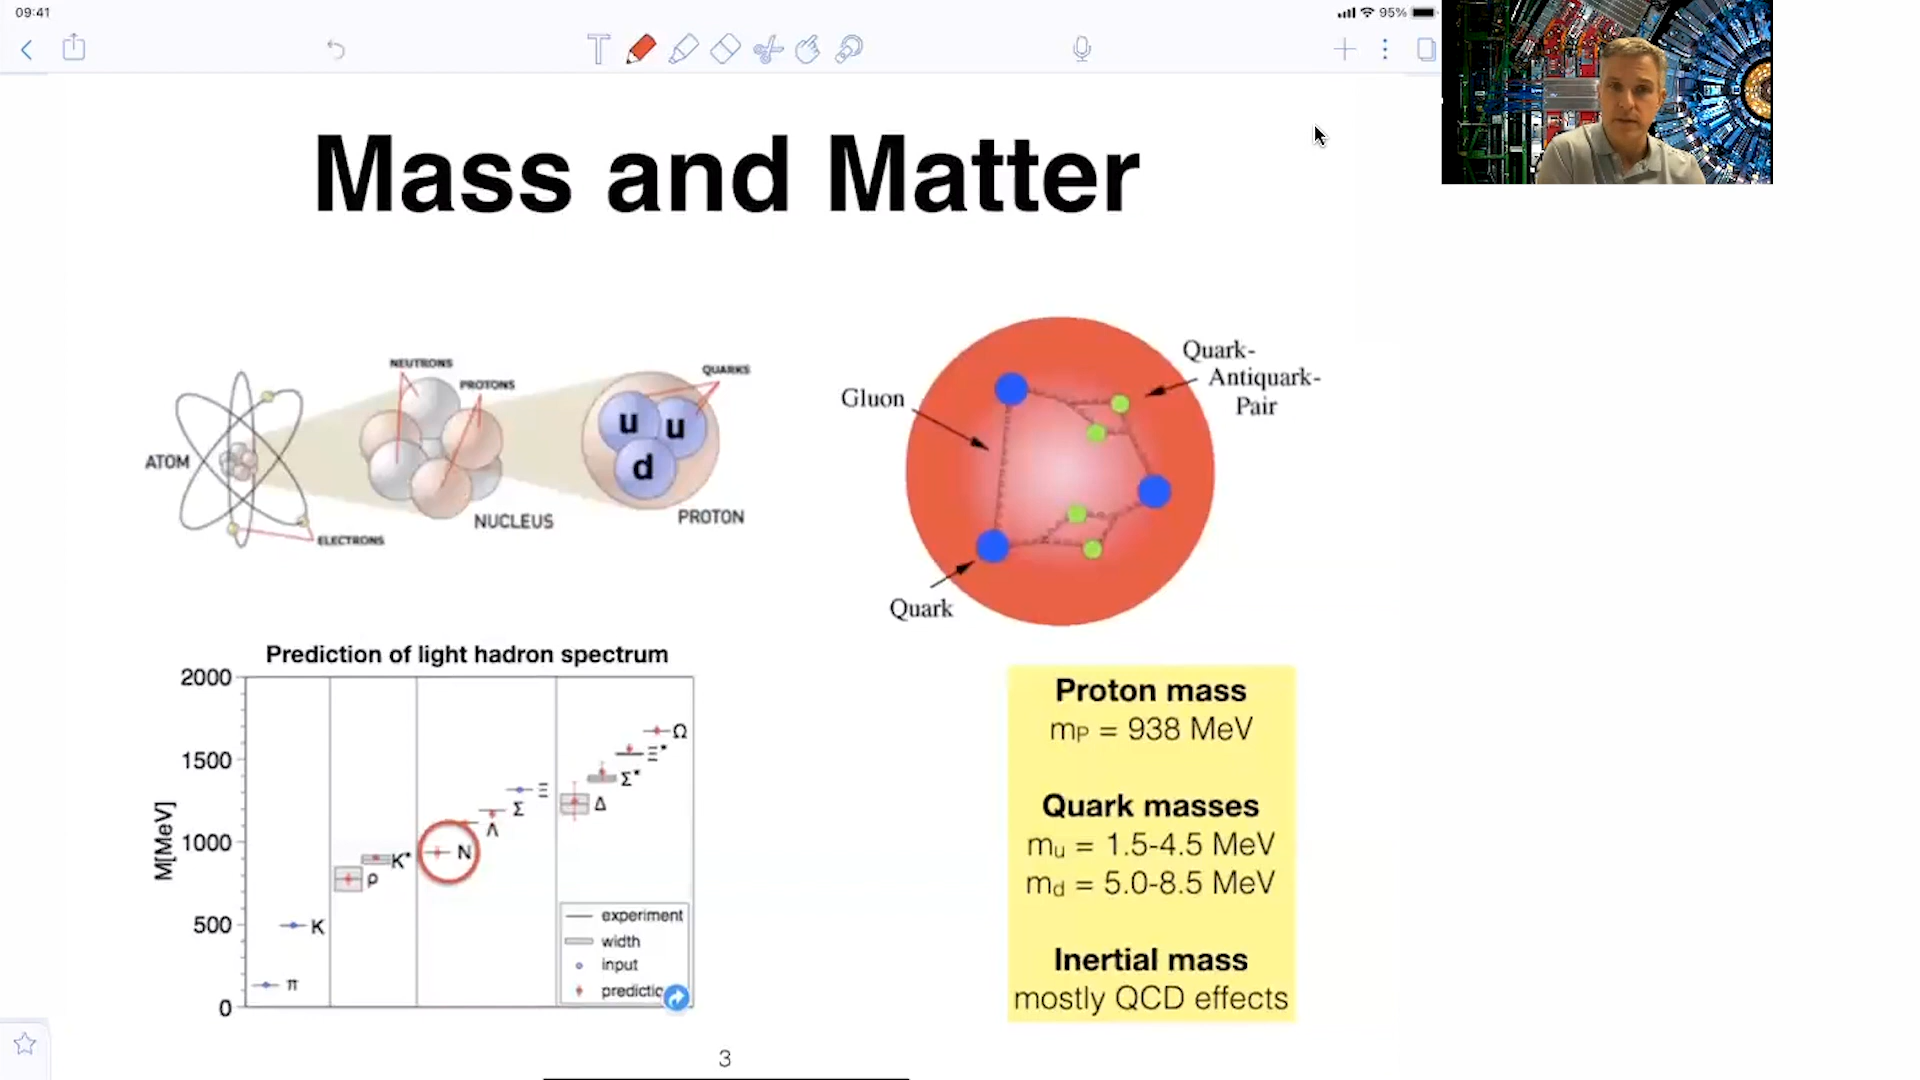 09:41
95%
Mass and Matter
NEUTRONS
PROTONS
QUARKS
u
u
d
ATOM
NUCLEUS
PROTON
ELECTRONS
Quark-
Antiquark-
Pair
Gluon
Quark
Prediction of light hadron spectrum
2000
1500
1000
500
0
M[MeV]
π
K
ρ
K*
N
Λ
Σ
Ξ
Δ
Σ*
Ξ*
Ω
experiment
width
input
predictic
Proton mass
mP = 938 MeV
Quark masses
mu = 1.5-4.5 MeV
md = 5.0-8.5 MeV
Inertial mass
mostly QCD effects
3